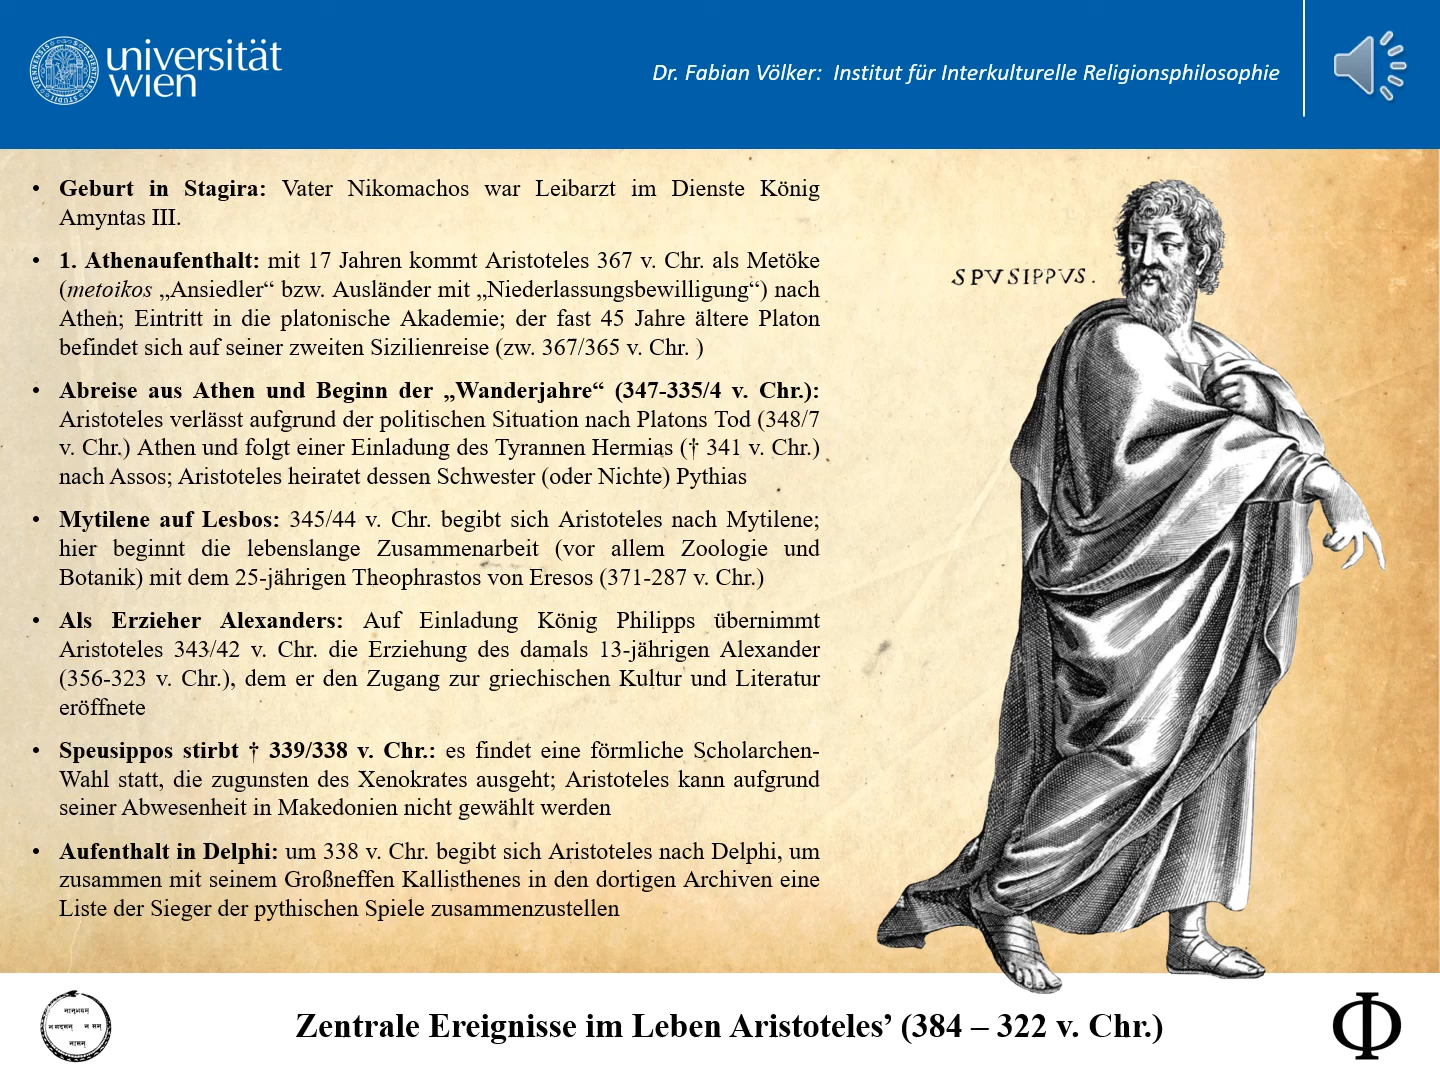 universität
wien
Dr. Fabian Völker: Institut für Interkulturelle Religionsphilosophie
• Geburt in Stagira: Vater Nikomachos war Leibarzt im Dienste König
Amyntas III.
• 1. Athenaufenthalt: mit 17 Jahren kommt Aristoteles 367 v. Chr. als Metöke
(metoikos „Ansiedler“ bzw. Ausländer mit „Niederlassungsbewilligung“) nach
Athen; Eintritt in die platonische Akademie; der fast 45 Jahre ältere Platon
befindet sich auf seiner zweiten Sizilienreise (zw. 367/365 v. Chr. )
• Abreise aus Athen und Beginn der „Wanderjahre“ (347-335/4 v. Chr.):
Aristoteles verlässt aufgrund der politischen Situation nach Platons Tod (348/7
v. Chr.) Athen und folgt einer Einladung des Tyrannen Hermias († 341 v. Chr.)
nach Assos; Aristoteles heiratet dessen Schwester (oder Nichte) Pythias
• Mytilene auf Lesbos: 345/44 v. Chr. begibt sich Aristoteles nach Mytilene;
hier beginnt die lebenslange Zusammenarbeit (vor allem Zoologie und
Botanik) mit dem 25-jährigen Theophrastos von Eresos (371-287 v. Chr.)
• Als Erzieher Alexanders: Auf Einladung König Philipps übernimmt
Aristoteles 343/42 v. Chr. die Erziehung des damals 13-jährigen Alexander
(356-323 v. Chr.), dem er den Zugang zur griechischen Kultur und Literatur
eröffnete
• Speusippos stirbt † 339/338 v. Chr.: es findet eine förmliche Scholarchen-
Wahl statt, die zugunsten des Xenokrates ausgeht; Aristoteles kann aufgrund
seiner Abwesenheit in Makedonien nicht gewählt werden
• Aufenthalt in Delphi: um 338 v. Chr. begibt sich Aristoteles nach Delphi, um
zusammen mit seinem Großneffen Kallisthenes in den dortigen Archiven eine
Liste der Sieger der pythischen Spiele zusammenzustellen
SPVSIPPVS.
Zentrale Ereignisse im Leben Aristoteles’ (384 – 322 v. Chr.)
Φ